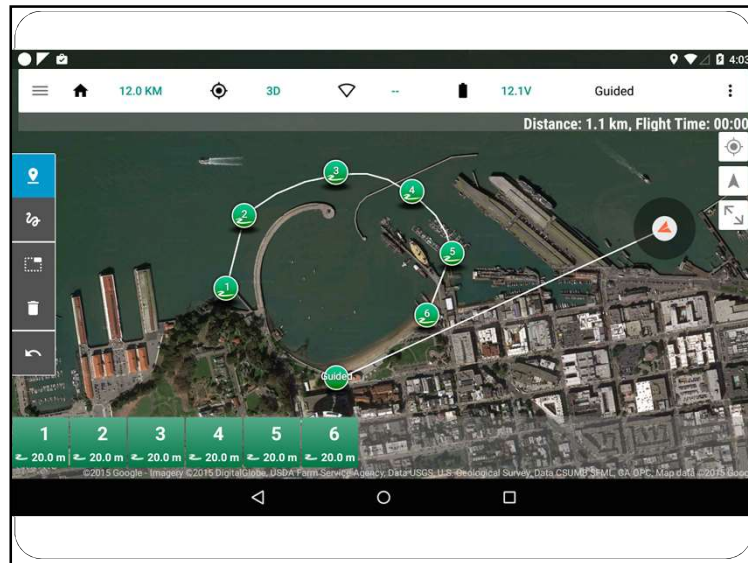 4:03
12.0 KM 3D -- 12.1V Guided
Distance: 1.1 km, Flight Time: 00:00
3
2 4
5
1
6
Guided
1 2 3 4 5 6
20.0 m 20.0 m 20.0 m 20.0 m 20.0 m 20.0 m
©2015 Google - Imagery ©2015 DigitalGlobe, USDA Farm Service Agency, Data USGS, U.S. Geological Survey, Data CSUMB SFML, CA OPC, Map data ©2015 Goog